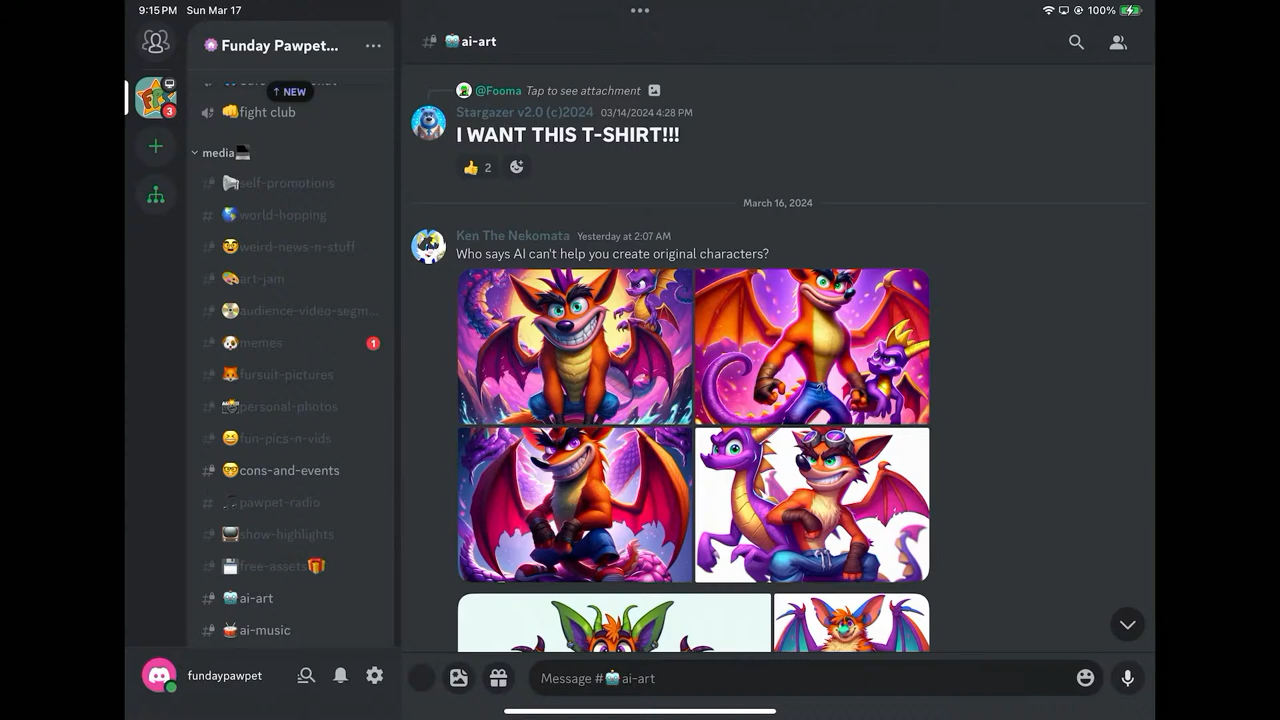 9:15 PM Sun Mar 17
100%
Funday Pawpet...
NEW
fight club
media
self-promotions
world-hopping
weird-news-n-stuff
art-jam
audience-video-segm...
memes
1
fursuit-pictures
personal-photos
fun-pics-n-vids
cons-and-events
pawpet-radio
show-highlights
free-assets
ai-art
ai-music
3
fundaypawpet
ai-art
@Fooma Tap to see attachment
Stargazer v2.0 (c)2024 03/14/2024 4:28 PM
I WANT THIS T-SHIRT!!!
2
March 16, 2024
Ken The Nekomata Yesterday at 2:07 AM
Who says AI can't help you create original characters?
Message #ai-art